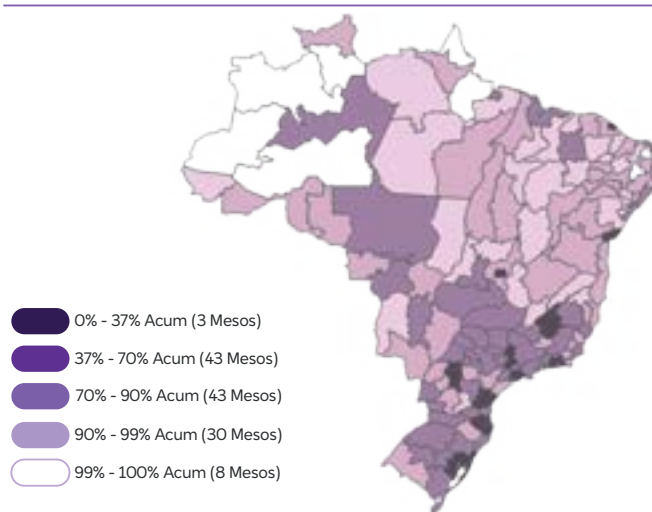 0% - 37% Acum (3 Mesos)
37% - 70% Acum (43 Mesos)
70% - 90% Acum (43 Mesos)
90% - 99% Acum (30 Mesos)
99% - 100% Acum (8 Mesos)